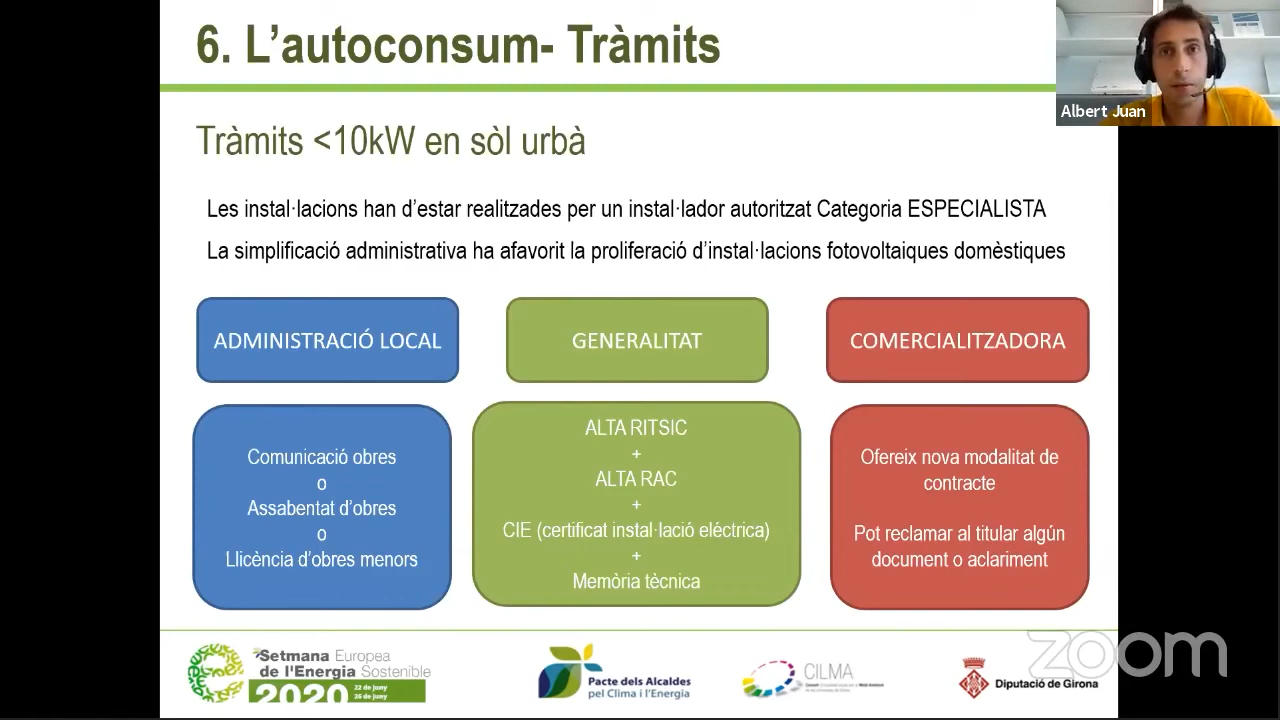 6. L’autoconsum- Tràmits
Albert Juan
Tràmits <10kW en sòl urbà
Les instal·lacions han d’estar realitzades per un instal·lador autoritzat Categoria ESPECIALISTA
La simplificació administrativa ha afavorit la proliferació d’instal·lacions fotovoltaiques domèstiques
ADMINISTRACIÓ LOCAL
GENERALITAT
COMERCIALITZADORA
Comunicació obres
o
Assabentat d’obres
o
Llicència d’obres menors
ALTA RITSIC
+
ALTA RAC
+
CIE (certificat instal·lació eléctrica)
+
Memòria tècnica
Ofereix nova modalitat de
contracte
Pot reclamar al titular algún
document o aclariment
Setmana Europea
de l’Energia Sostenible
2020
22 de juny
26 de juny
Pacte dels Alcaldes
pel Clima i l’Energia
CILMA
Diputació de Girona
zoom